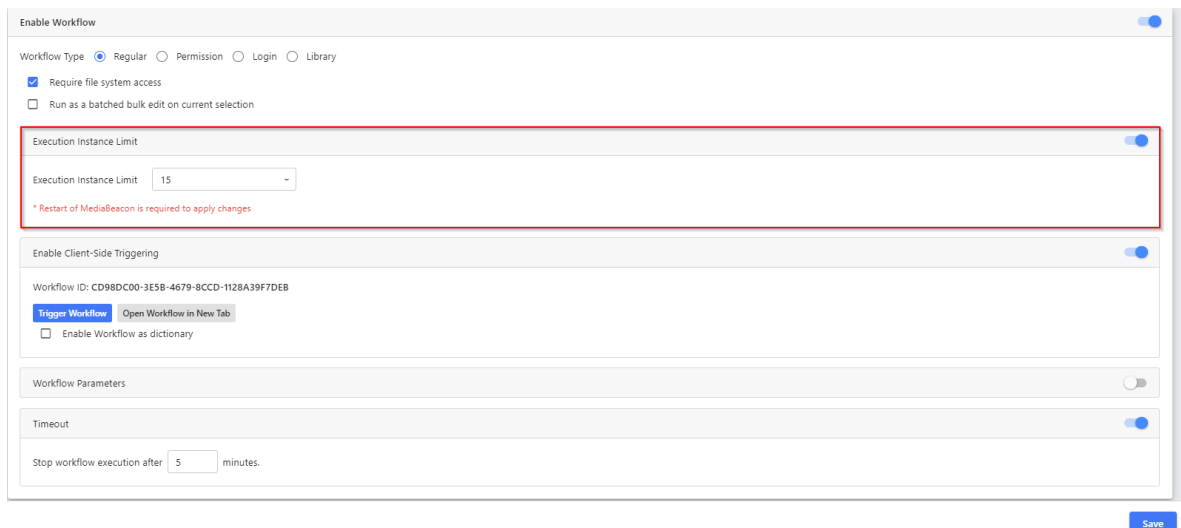 Enable Workflow
Workflow Type Regular Permission Login Library
Require file system access
Run as a batched bulk edit on current selection
Execution Instance Limit
Execution Instance Limit 15
* Restart of MediaBeacon is required to apply changes
Enable Client-Side Triggering
Workflow ID: CD98DC00-3E5B-4679-8CCD-1128A39F7DEB
Trigger Workflow Open Workflow in New Tab
Enable Workflow as dictionary
Workflow Parameters
Timeout
Stop workflow execution after 5 minutes.
Save